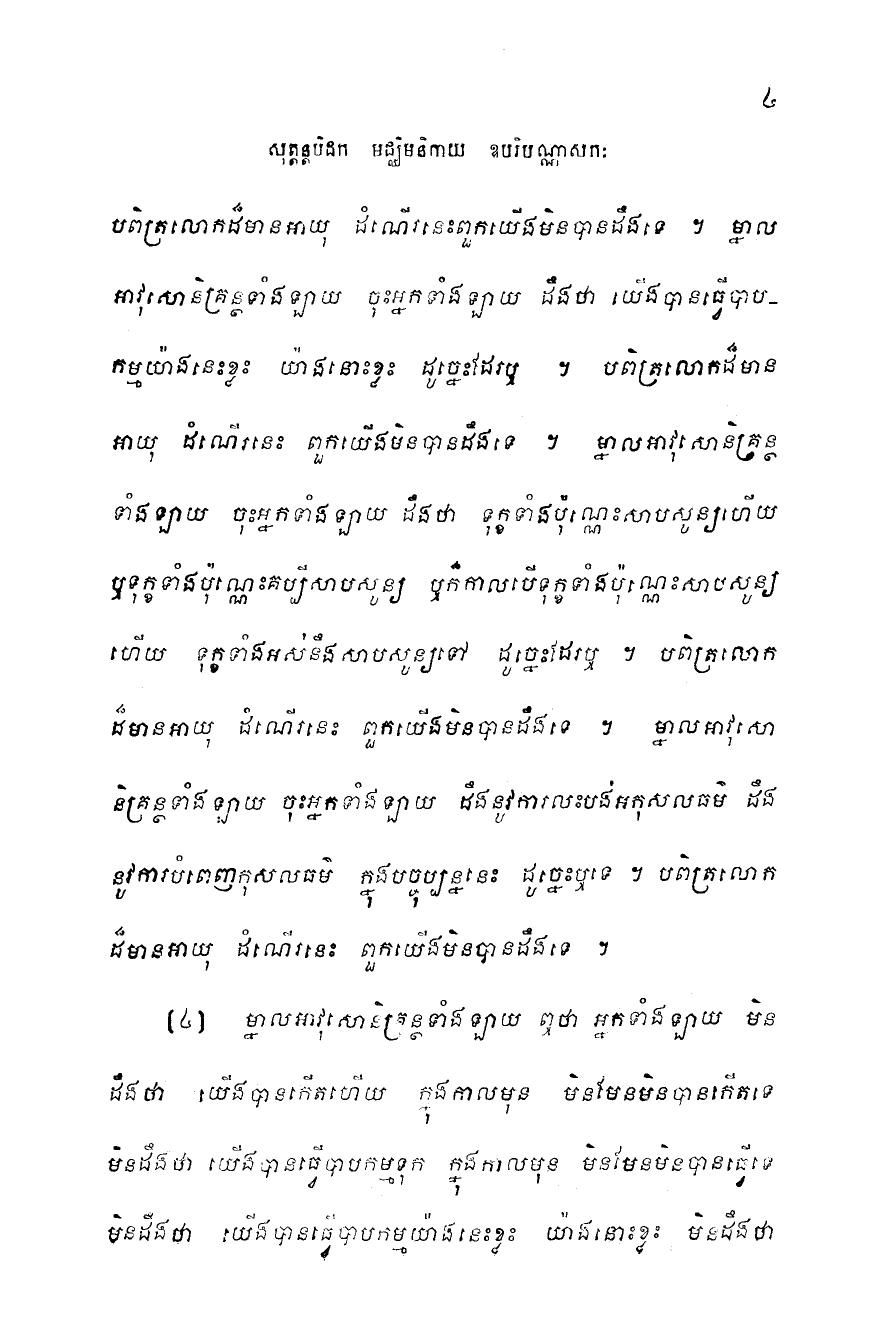 ៤
សុត្តន្តបិដក មជ្ឈិមនិកាយ ឧបរិបណ្ណាសកៈ
បពិត្រលោកដ៏មានអាយុ ដំណើរនេះពួកយើងមិនបានដឹងទេ ។ ម្នាល
អាវុសោនិគ្រន្ថទាំងឡាយ ចុះអ្នកទាំងឡាយ ដឹងថា យើងបានធ្វើបាប-
កម្មយ៉ាងនេះខ្លះ យ៉ាងនោះខ្លះ ដូច្នេះដែរឬ ។ បពិត្រលោកដ៏មាន
អាយុ ដំណើរនេះ ពួកយើងមិនបានដឹងទេ ។ ម្នាលអាវុសោនិគ្រន្ថ
ទាំងឡាយ ចុះអ្នកទាំងឡាយ ដឹងថា ទុក្ខទាំងប៉ុណ្ណេះសាបសូន្យហើយ
ឬទុក្ខទាំងប៉ុណ្ណេះគប្បីសាបសូន្យ ឬក៏កាលបើទុក្ខទាំងប៉ុណ្ណេះសាបសូន្យ
ហើយ ទុក្ខទាំងអស់នឹងសាបសូន្យទៅ ដូច្នេះដែរឬ ។ បពិត្រលោក
ដ៏មានអាយុ ដំណើរនេះ ពួកយើងមិនបានដឹងទេ ។ ម្នាលអាវុសោ
និគ្រន្ថទាំងឡាយ ចុះអ្នកទាំងឡាយ ដឹងនូវការលះបង់អកុសលធម៌ ដឹង
នូវការបំពេញកុសលធម៌ ក្នុងបច្ចុប្បន្ននេះ ដូច្នេះឬទេ ។ បពិត្រលោក
ដ៏មានអាយុ ដំណើរនេះ ពួកយើងមិនបានដឹងទេ ។
(៤) ម្នាលអាវុសោនិគ្រន្ថទាំងឡាយ ឮថា អ្នកទាំងឡាយ មិន
ដឹងថា យើងបានកើតហើយ ក្នុងកាលមុន មិនមែនមិនបានកើតទេ
មិនដឹងថា យើងបានធ្វើបាបកម្មទុក ក្នុងកាលមុន មិនមែនមិនបានធ្វើទេ
មិនដឹងថា យើងបានធ្វើបាបកម្មយ៉ាងនេះខ្លះ យ៉ាងនោះខ្លះ មិនដឹងថា